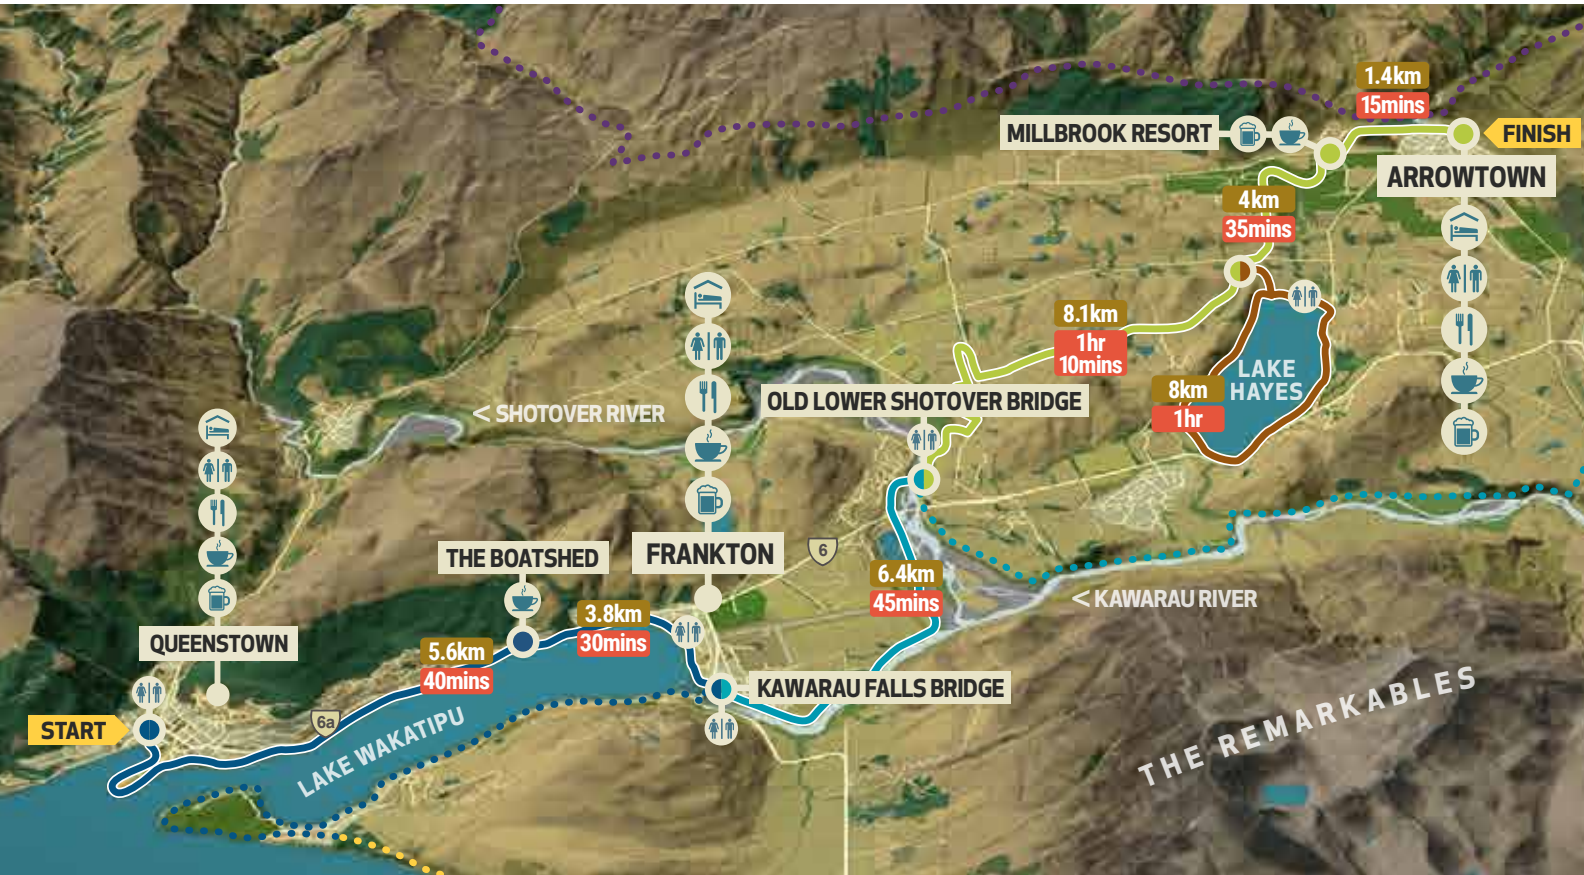 1.4km
15mins
MILLBROOK RESORT
FINISH
ARROWTOWN
4km
35mins
8.1km
1hr
10mins
LAKE
HAYES
8km
1hr
OLD LOWER SHOTOVER BRIDGE
< SHOTOVER RIVER
6
FRANKTON
THE BOATSHED
6.4km
45mins
< KAWARAU RIVER
3.8km
30mins
QUEENSTOWN
5.6km
40mins
KAWARAU FALLS BRIDGE
START
6a
LAKE WAKATIPU
THE REMARKABLES